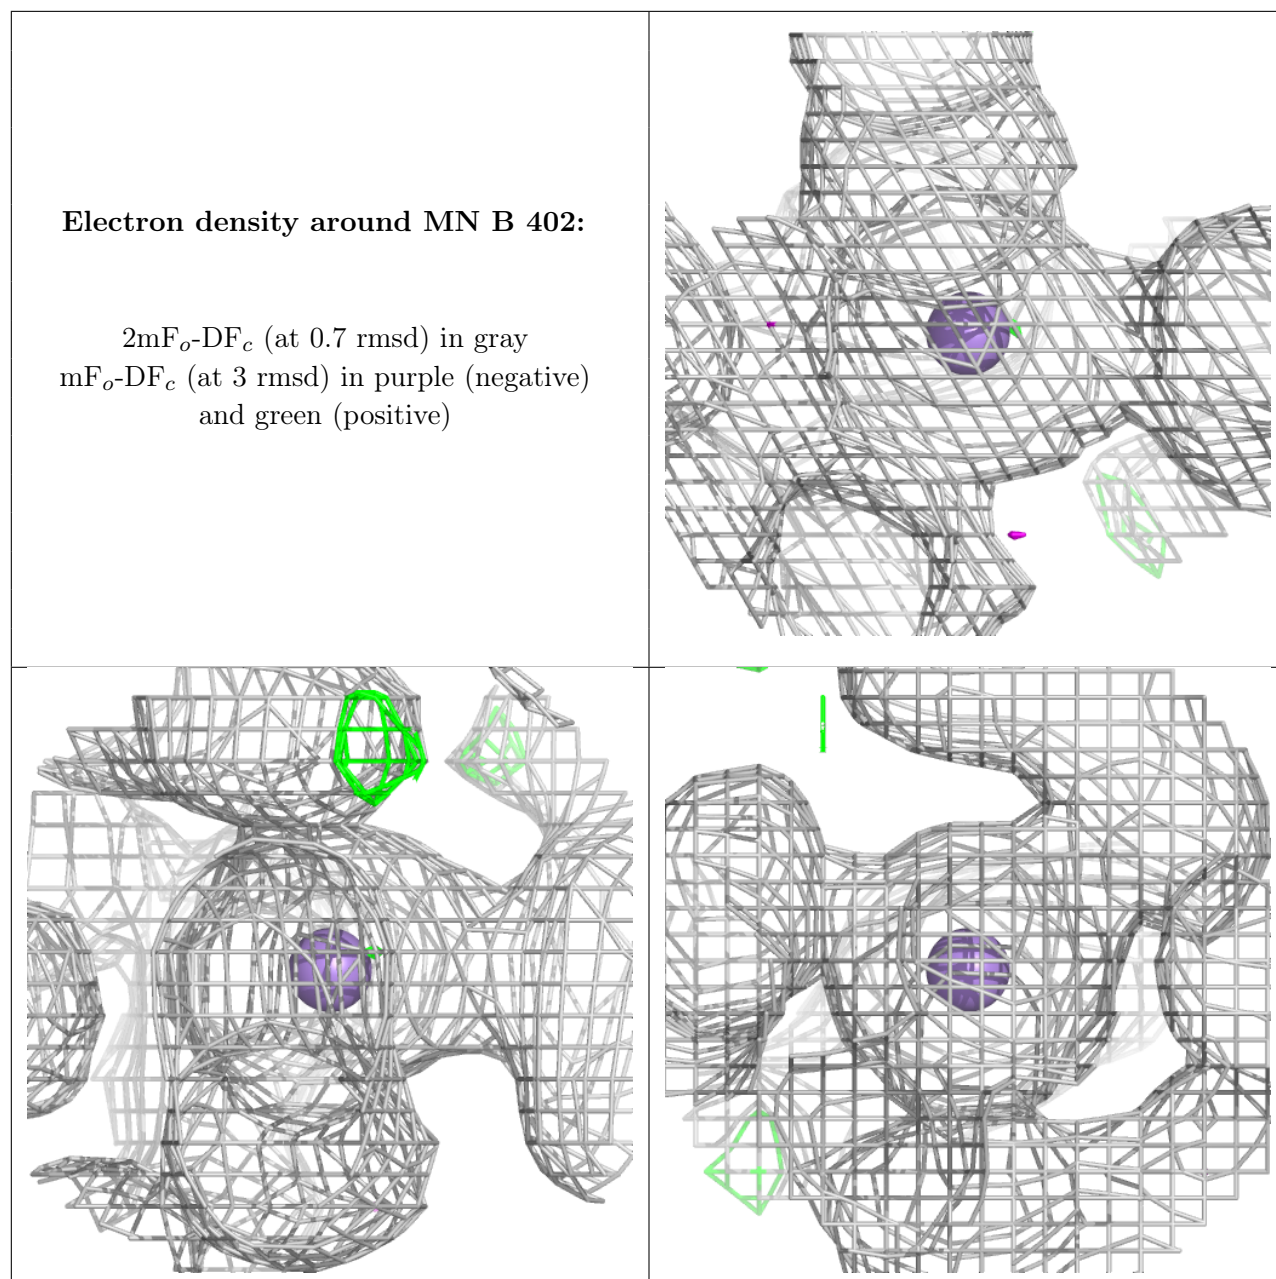 Electron density around MN B 402:
2mFo-DFc (at 0.7 rmsd) in gray
mFo-DFc (at 3 rmsd) in purple (negative)
and green (positive)